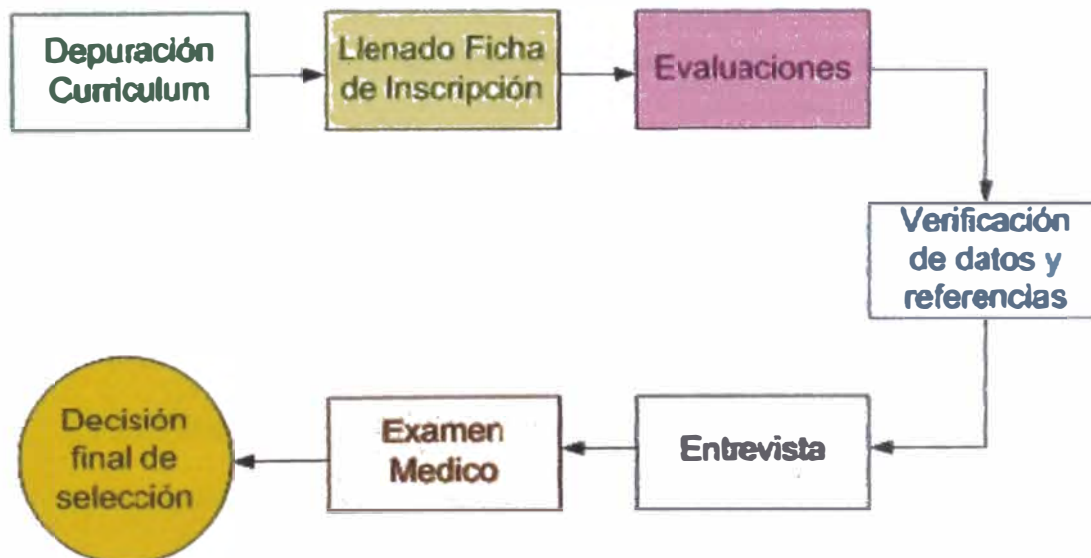 Depuración
Curriculum
Llenado Ficha
de Inscripción
Evaluaciones
Verificación
de datos y
referencias
Entrevista
Examen
Medico
Decisión
final de
selección